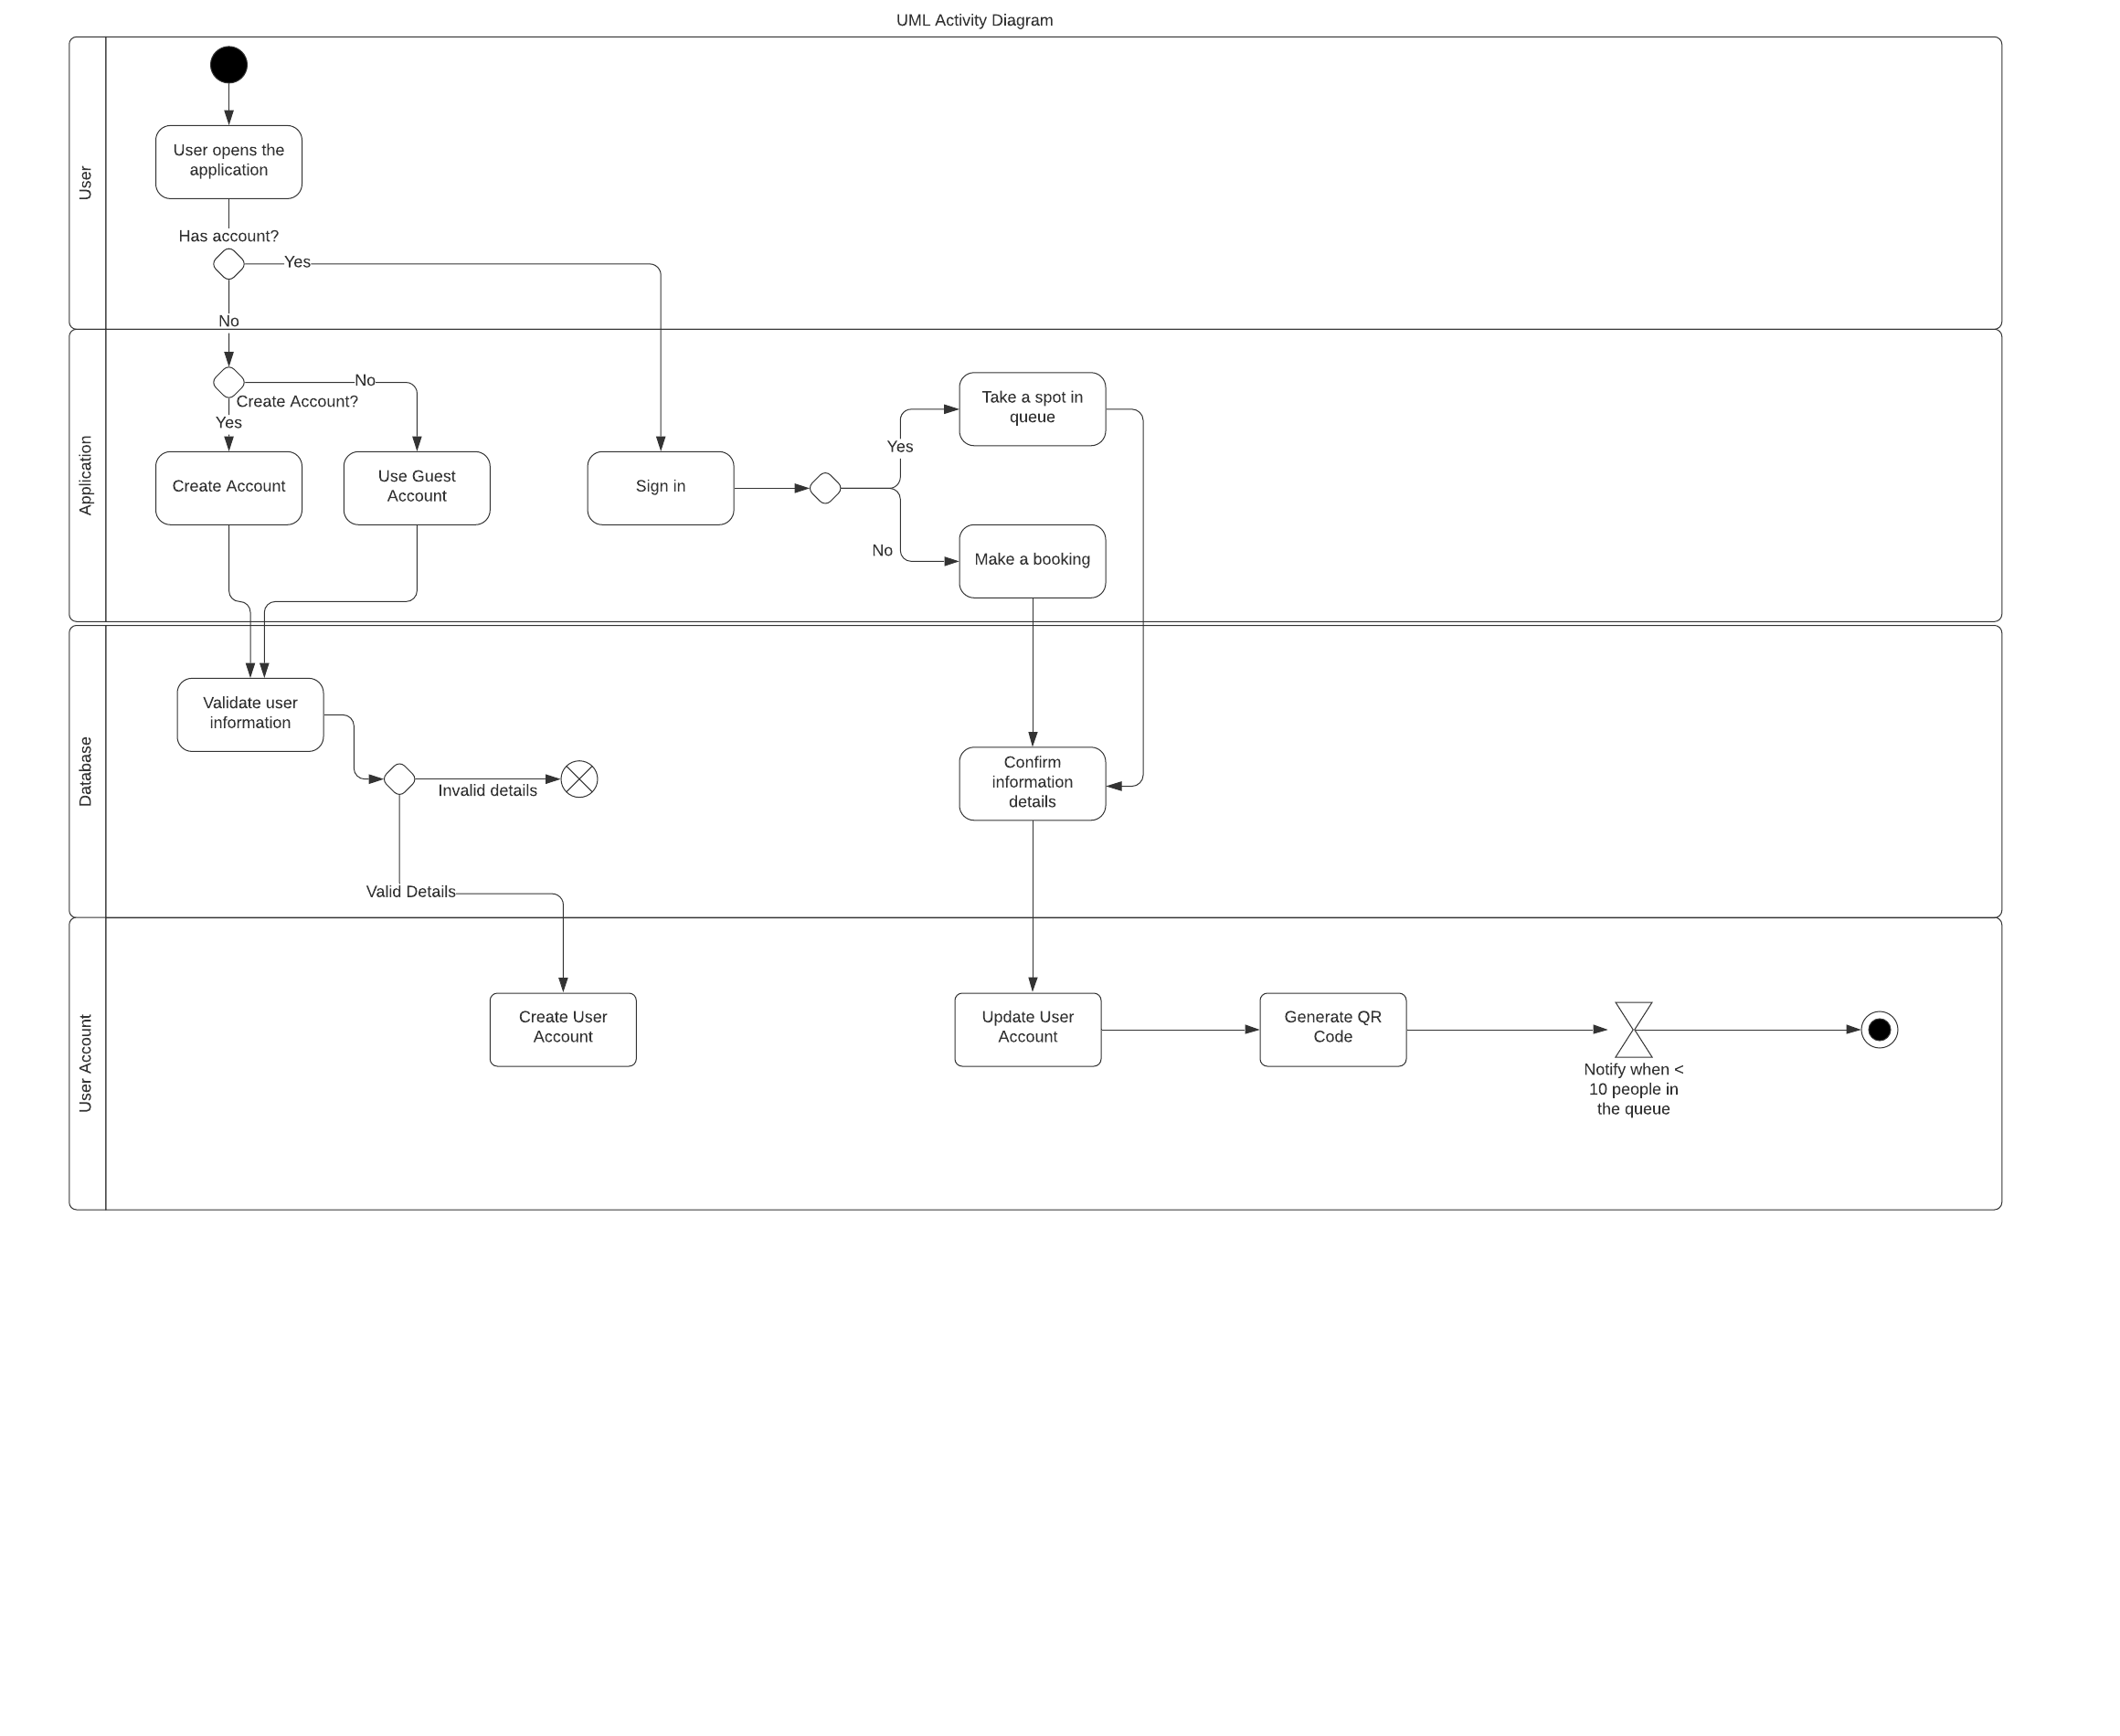 UML Activity Diagram
User
User opens the
application
Has account?
Yes
No
Application
No
Create Account?
Yes
Create Account
Use Guest
Account
Sign in
Yes
No
Take a spot in
queue
Make a booking
Database
Validate user
information
Invalid details
Valid Details
Confirm
information
details
User Account
Create User
Account
Update User
Account
Generate QR
Code
Notify when <
10 people in
the queue